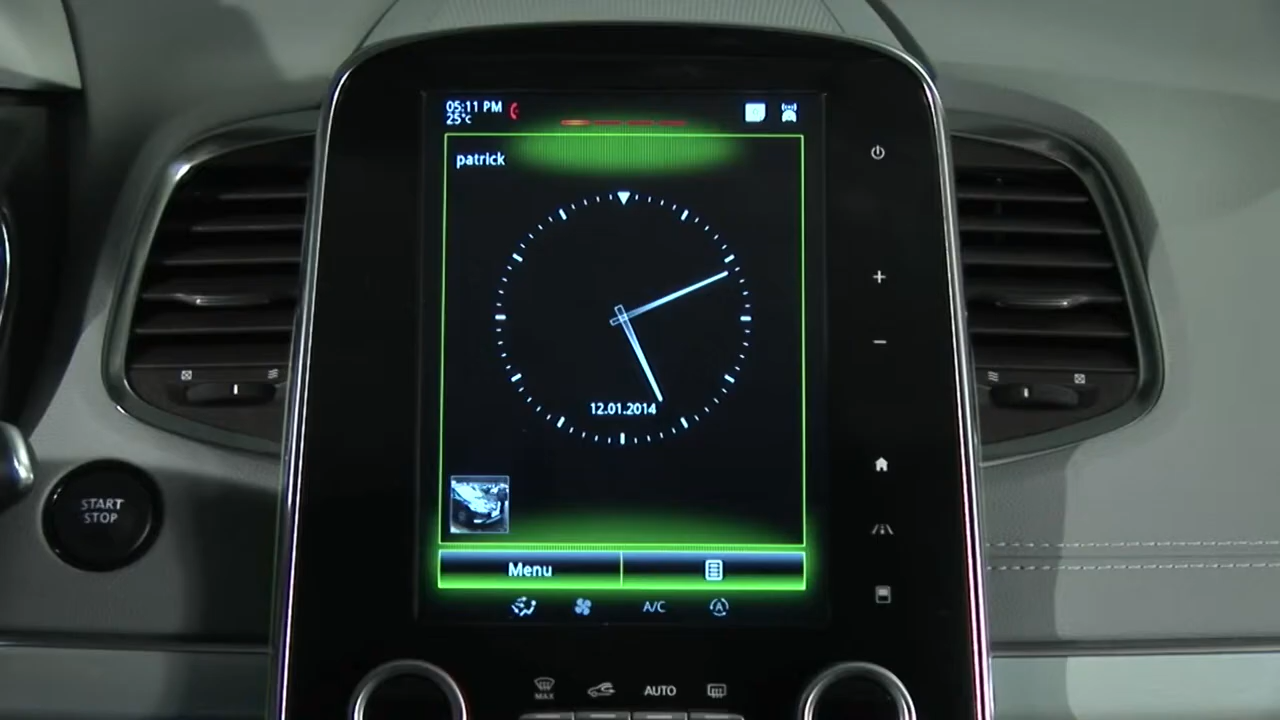 05:11 PM
25°c
patrick
12.01.2014
START
STOP
Menu
A/C
A
MAX
AUTO